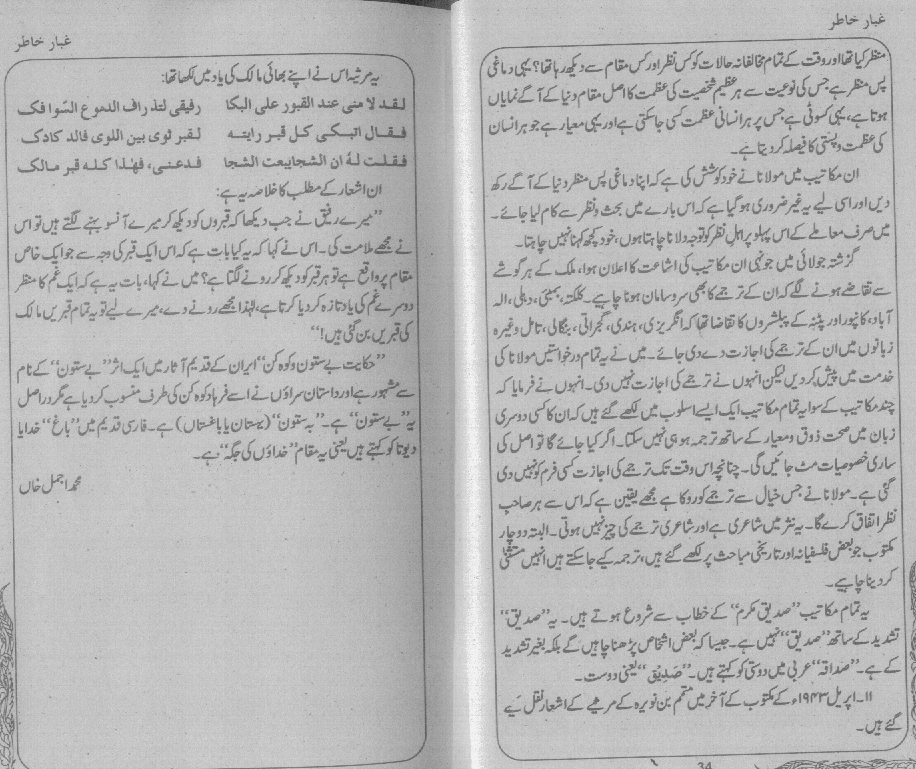 غبار خاطر
منظر کیا تھا اور وقت کے تمام مخالفانہ حالات کو کس نظر اور کس مقام سے دیکھ رہا تھا؟ یہی دماغی
پس منظر ہے جس کی نوعیت سے ہر عظیم شخصیت کی عظمت کا اصل مقام دنیا کے آگے نمایاں
ہوتا ہے، یہی کسوٹی ہے جس پر ہر انسانی عظمت کسی جاسکتی ہے اور یہی معیار ہے جو ہر انسان
کی عظمت و پستی کا فیصلہ کر دیتا ہے۔
ان مکاتیب میں مولانا نے خود کوشش کی ہے کہ اپنا دماغی پس منظر دنیا کے آگے رکھ
دیں اور اسی لیے یہ غیر ضروری ہو گیا ہے کہ اس بارے میں بحث و نظر سے کام لیا جائے۔
میں صرف معاملے کے اس پہلو پر اہلِ نظر کو توجہ دلانا چاہتا ہوں، خود کچھ کہنا نہیں چاہتا۔
گزشتہ جولائی میں جونہی ان مکاتیب کی اشاعت کا اعلان ہوا، ملک کے ہر گوشے
سے تقاضے ہونے لگے کہ ان کے ترجمے کا بھی سروسامان ہونا چاہیے۔ کلکتہ، بمبئی، دہلی، الہ
آباد، کانپور اور پٹنہ کے پبلشروں کا تقاضا تھا کہ انگریزی، ہندی، گجراتی، بنگالی، تامل وغیرہ
زبانوں میں ان کے ترجمے کی اجازت دے دی جائے۔ میں نے یہ تمام درخواستیں مولانا کی
خدمت میں پیش کر دیں لیکن انہوں نے ترجمے کی اجازت نہیں دی۔ انہوں نے فرمایا کہ
چند مکاتیب کے سوا یہ تمام مکاتیب ایک ایسے اسلوب میں لکھے گئے ہیں کہ ان کا کسی دوسری
زبان میں صحت ذوق و معیار کے ساتھ ترجمہ ہو ہی نہیں سکتا۔ اگر کیا جائے گا تو اصل کی
ساری خصوصیات مٹ جائیں گی۔ چنانچہ اس وقت تک ترجمے کی اجازت کسی فرم کو نہیں دی
گئی ہے۔ مولانا نے جس خیال سے ترجمے کو روکا ہے مجھے یقین ہے کہ اس سے ہر صاحبِ
نظر اتفاق کرے گا۔ یہ نثر میں شاعری ہے اور شاعری ترجمے کی چیز نہیں ہوتی۔ البتہ دو چار
مکتوب جو بعض فلسفیانہ اور تاریخی مباحث پر لکھے گئے ہیں، ترجمہ کیے جاسکتے ہیں انہیں مستثنیٰ
کر دینا چاہیے۔
یہ تمام مکاتیب ”صدیق مکرم“ کے خطاب سے شروع ہوتے ہیں۔ یہ ”صدیق“
تشدید کے ساتھ ”صدیق“ نہیں ہے۔ جیسا کہ بعض اشخاص پڑھنا چاہیں گے بلکہ بغیر تشدید
کے ہے۔ ”صداقۃ“ عربی میں دوستی کو کہتے ہیں۔ ”صَدِیْق“ یعنی دوست۔
۱۱۔ اپریل ۱۹۴۳ء کے مکتوب کے آخر میں متمم بن نویرہ کے مرثیے کے اشعار نقل کیے
گئے ہیں۔
34
غبار خاطر
یہ مرثیہ اس نے اپنے بھائی مالک کی یاد میں لکھا تھا:
لقد لا منی عند القبور علی البکا رفیقی لتذراف الدموع السّوافک
فقال اتبکی کل قبر رایتہ لقبر ثوی بین اللوی فالدکادک
فقلت لہٗ ان الشجا یبعث الشجا فدعنی، فھٰذا کلہ قبر مالک
ان اشعار کے مطلب کا خلاصہ یہ ہے:
”میرے رفیق نے جب دیکھا کہ قبروں کو دیکھ کر میرے آنسو بہنے لگتے ہیں تو اس
نے مجھے ملامت کی۔ اس نے کہا کہ یہ کیا بات ہے کہ اس ایک قبر کی وجہ سے جو ایک خاص
مقام پر واقع ہے تو ہر قبر کو دیکھ کر رونے لگتا ہے؟ میں نے کہا، بات یہ ہے کہ ایک غم کا منظر
دوسرے غم کی یاد تازہ کر دیا کرتا ہے، لہٰذا مجھے رونے دے، میرے لیے تو یہ تمام قبریں مالک
کی قبریں بن گئی ہیں!“
”حکایت بے ستون و کوہ کن“ ایران کے قدیم آثار میں ایک اثر ”بے ستون“ کے نام
سے مشہور ہے اور داستان سراؤں نے اسے فرہاد کوہ کن کی طرف منسوب کر دیا ہے مگر دراصل
یہ ”بے ستون“ ہے۔ ”بہ ستون“ (بہستان یا باغستان) ہے۔ فارسی قدیم میں ”باغ“ خدا یا
دیوتا کو کہتے ہیں یعنی یہ مقام ”خداؤں کی جگہ“ ہے۔
محمد اجمل خاں